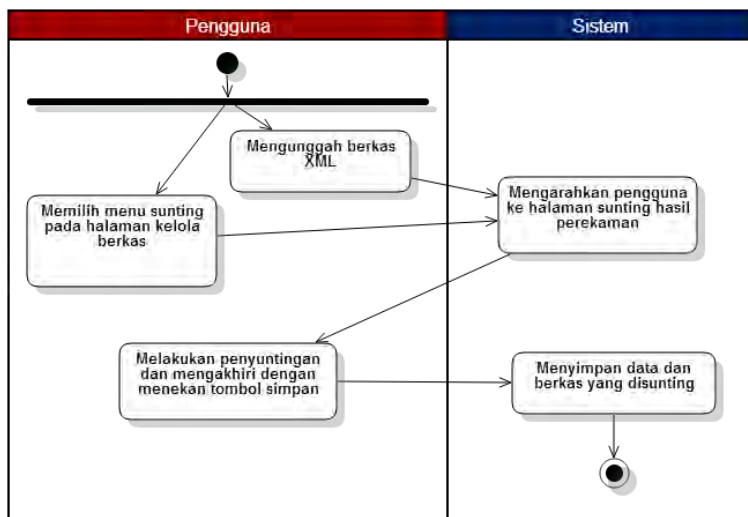 Pengguna
Sistem
Mengunggah berkas
XML
Memilih menu sunting
pada halaman kelola
berkas
Mengarahkan pengguna
ke halaman sunting hasil
perekaman
Melakukan penyuntingan
dan mengakhiri dengan
menekan tombol simpan
Menyimpan data dan
berkas yang disunting